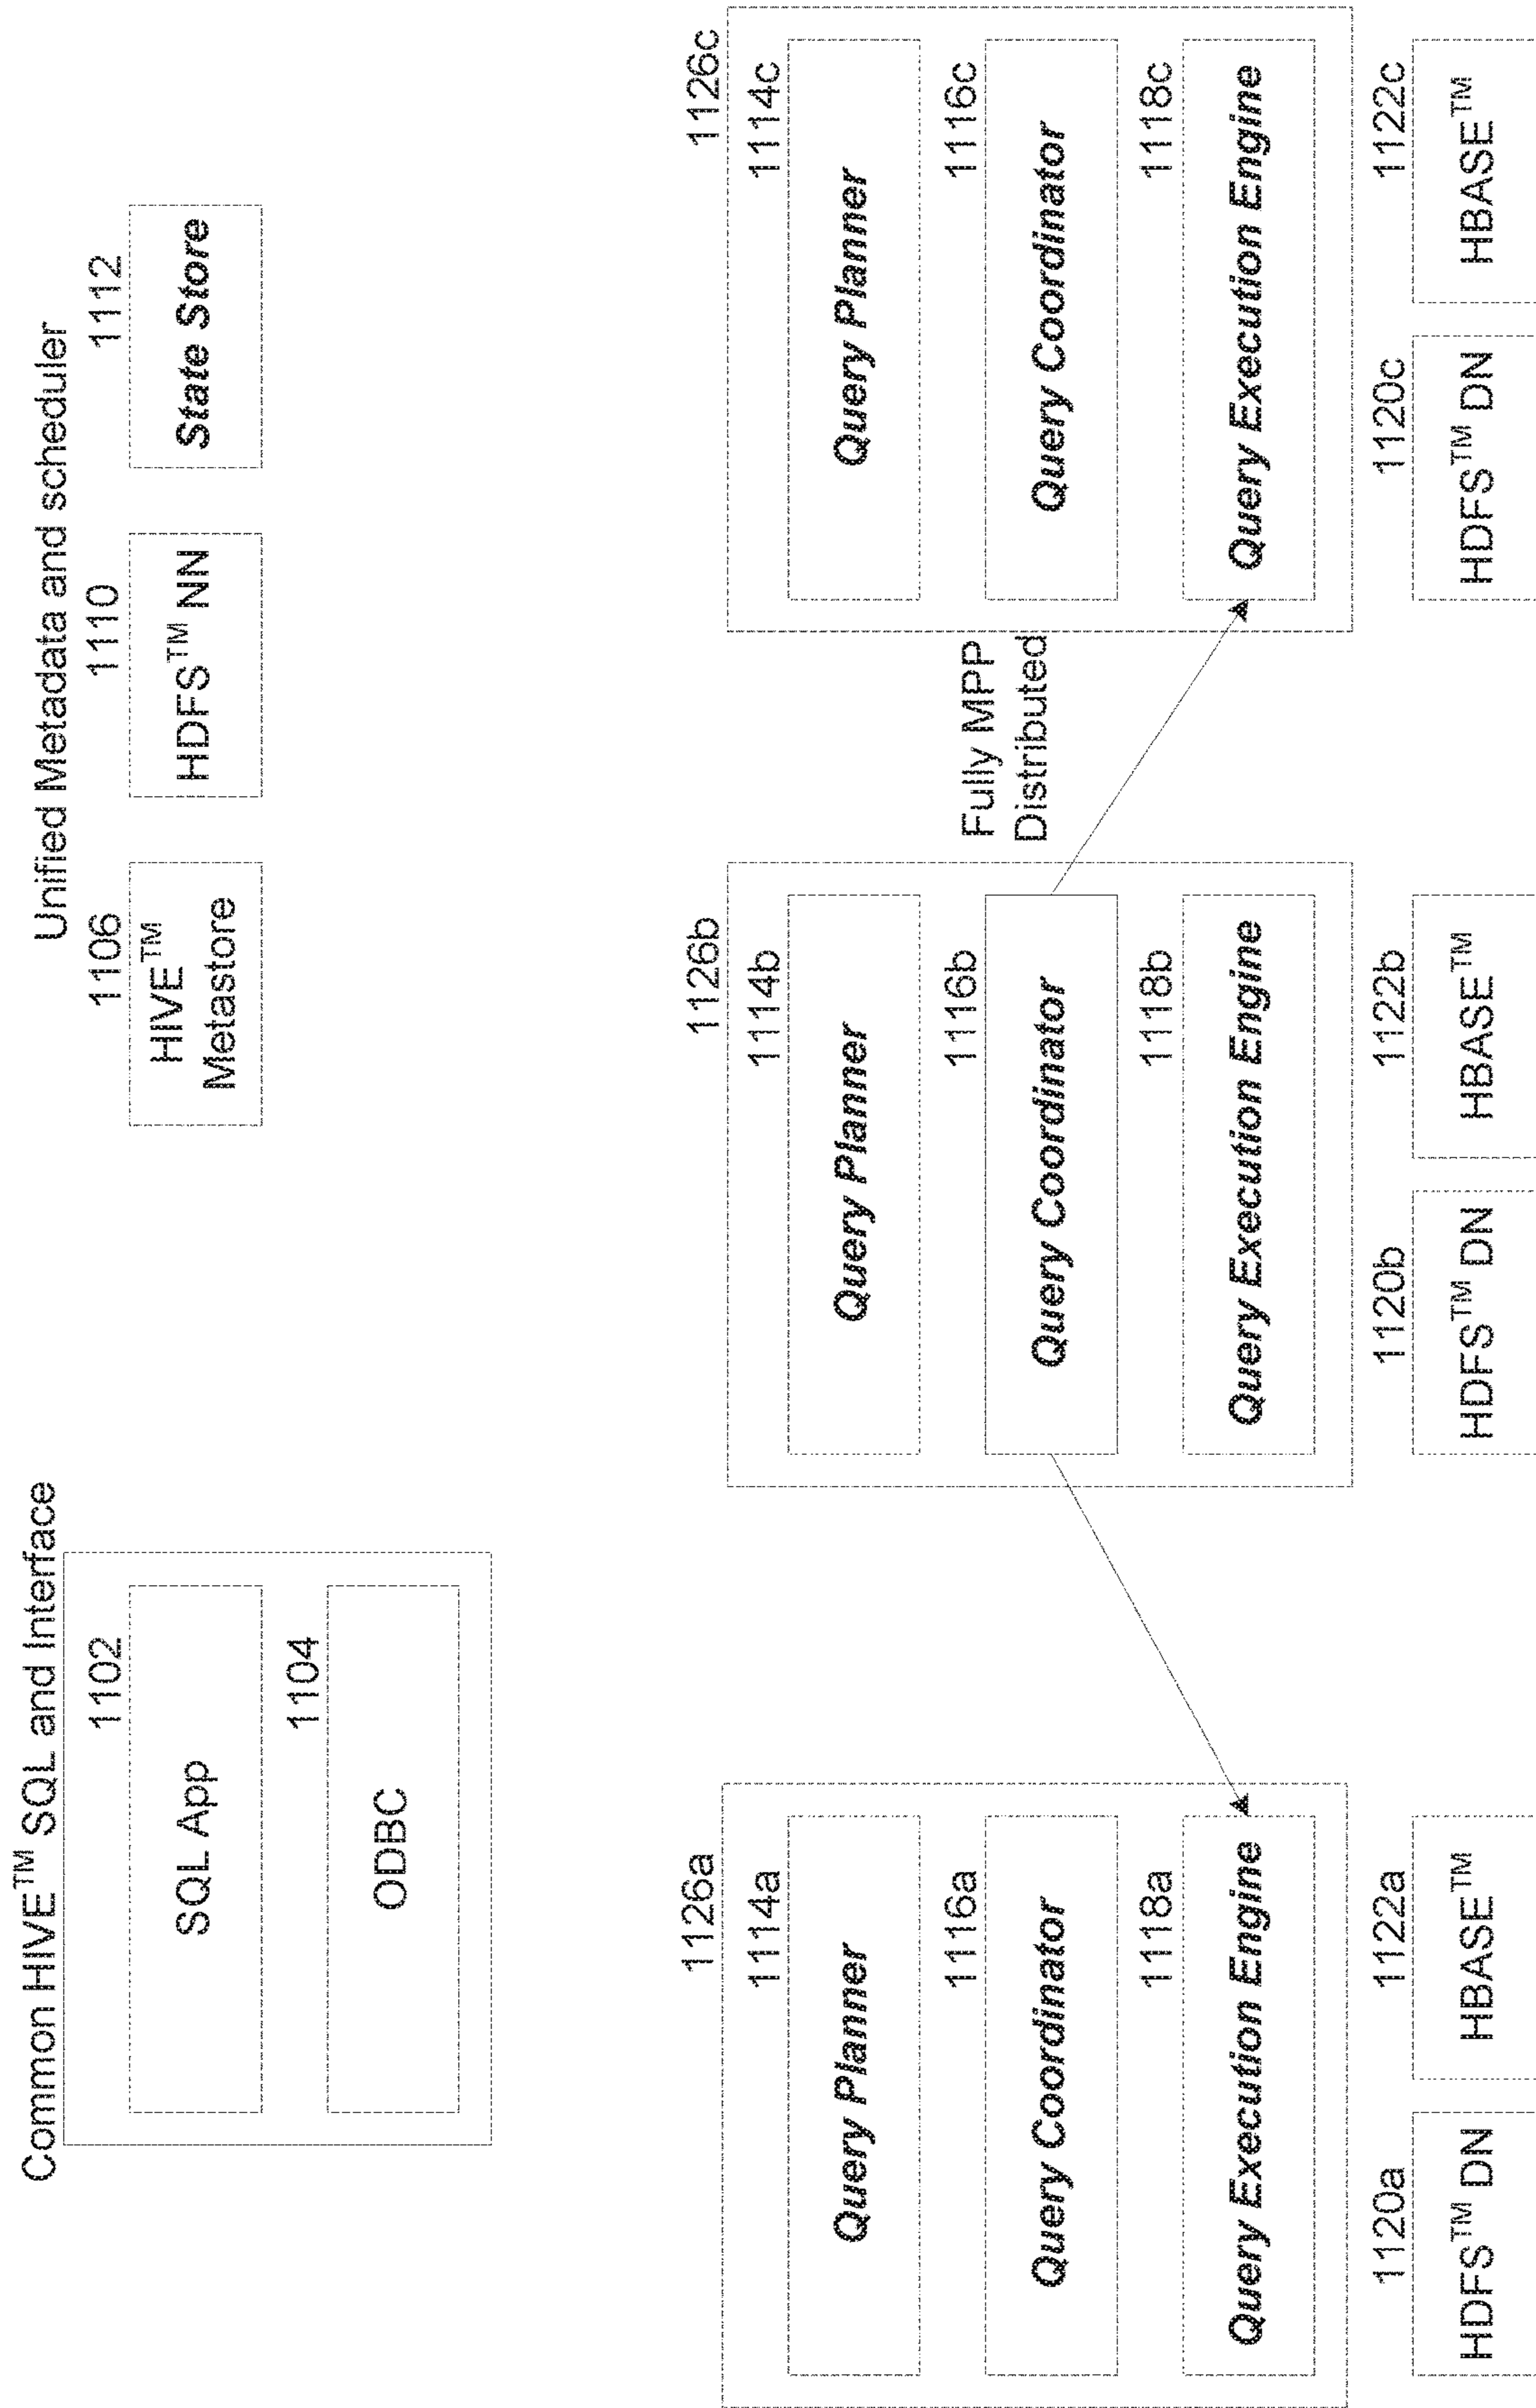 Common HIVE™ SQL and Interface
1102
SQL App
1104
ODBC
Unified Metadata and scheduler
1106
HIVE™
Metastore
1110
HDFS™ NN
1112
State Store
1126a
1114a
Query Planner
1116a
Query Coordinator
1118a
Query Execution Engine
1120a
HDFS™ DN
1122a
HBASE™
1126b
1114b
Query Planner
1116b
Query Coordinator
1118b
Query Execution Engine
1120b
HDFS™ DN
1122b
HBASE™
Fully MPP
Distributed
1126c
1114c
Query Planner
1116c
Query Coordinator
1118c
Query Execution Engine
1120c
HDFS™ DN
1122c
HBASE™